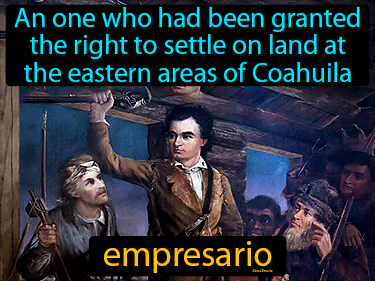 An one who had been granted
the right to settle on land at
the eastern areas of Coahuila
empresario